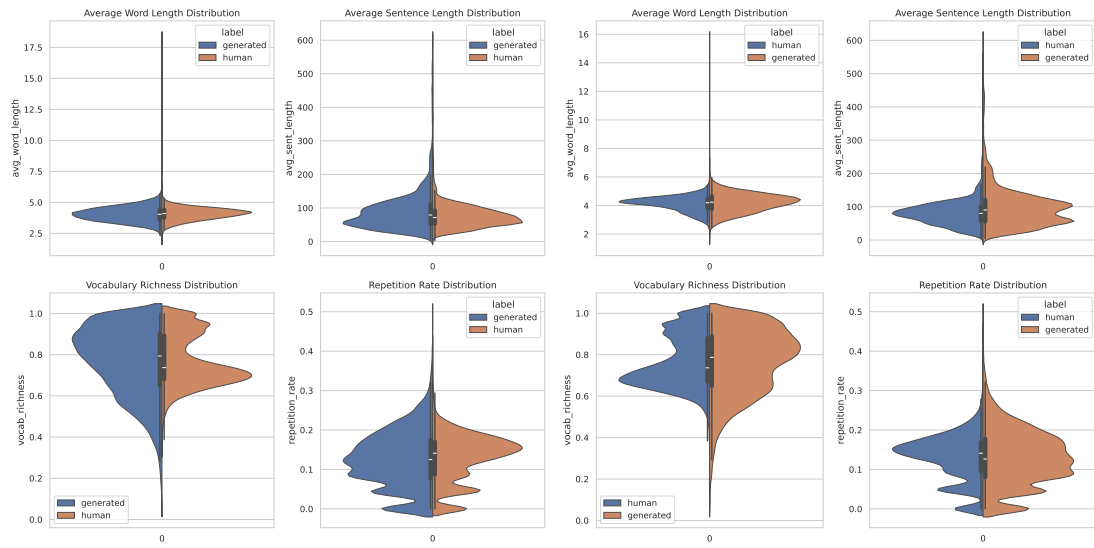 Average Word Length Distribution
avg_word_length
17.5
15.0
12.5
10.0
7.5
5.0
2.5
0
label
generated
human
Average Sentence Length Distribution
avg_sent_length
600
500
400
300
200
100
0
0
label
generated
human
Average Word Length Distribution
avg_word_length
16
14
12
10
8
6
4
2
0
label
human
generated
Average Sentence Length Distribution
avg_sent_length
600
500
400
300
200
100
0
0
label
human
generated
Vocabulary Richness Distribution
vocab_richness
1.0
0.8
0.6
0.4
0.2
0.0
0
generated
human
Repetition Rate Distribution
repetition_rate
0.5
0.4
0.3
0.2
0.1
0.0
0
label
generated
human
Vocabulary Richness Distribution
vocab_richness
1.0
0.8
0.6
0.4
0.2
0.0
0
human
generated
Repetition Rate Distribution
repetition_rate
0.5
0.4
0.3
0.2
0.1
0.0
0
label
human
generated